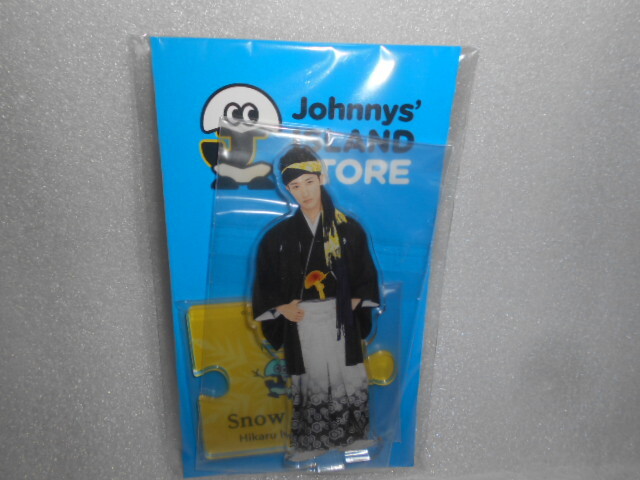 Johnnys'
ISLAND
STORE
Snow
Hikaru